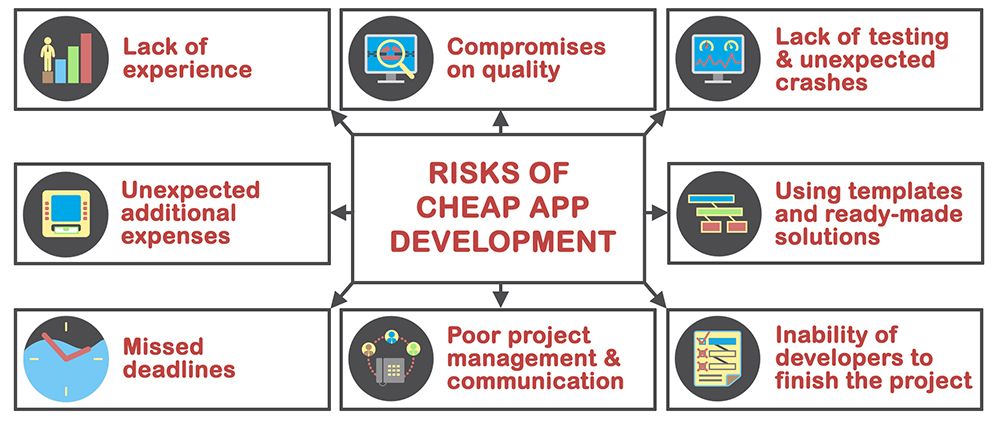 Lack of
experience
Compromises
on quality
Lack of testing
& unexpected
crashes
RISKS OF
CHEAP APP
DEVELOPMENT
Unexpected
additional
expenses
Using templates
and ready-made
solutions
Missed
deadlines
Poor project
management &
communication
Inability of
developers to
finish the project